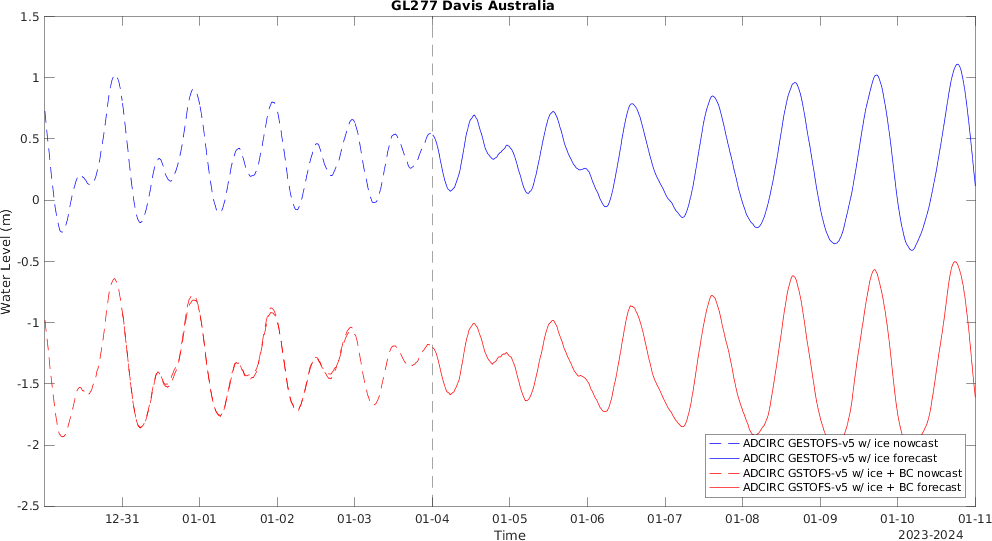 GL277 Davis Australia
1.5
1
0.5
0
-0.5
-1
-1.5
-2
-2.5
Water Level (m)
ADCIRC GESTOFS-v5 w/ ice nowcast
ADCIRC GESTOFS-v5 w/ ice forecast
ADCIRC GSTOFS-v5 w/ ice + BC nowcast
ADCIRC GSTOFS-v5 w/ ice + BC forecast
12-31 01-01 01-02 01-03 01-04 01-05 01-06 01-07 01-08 01-09 01-10 01-11
Time
2023-2024